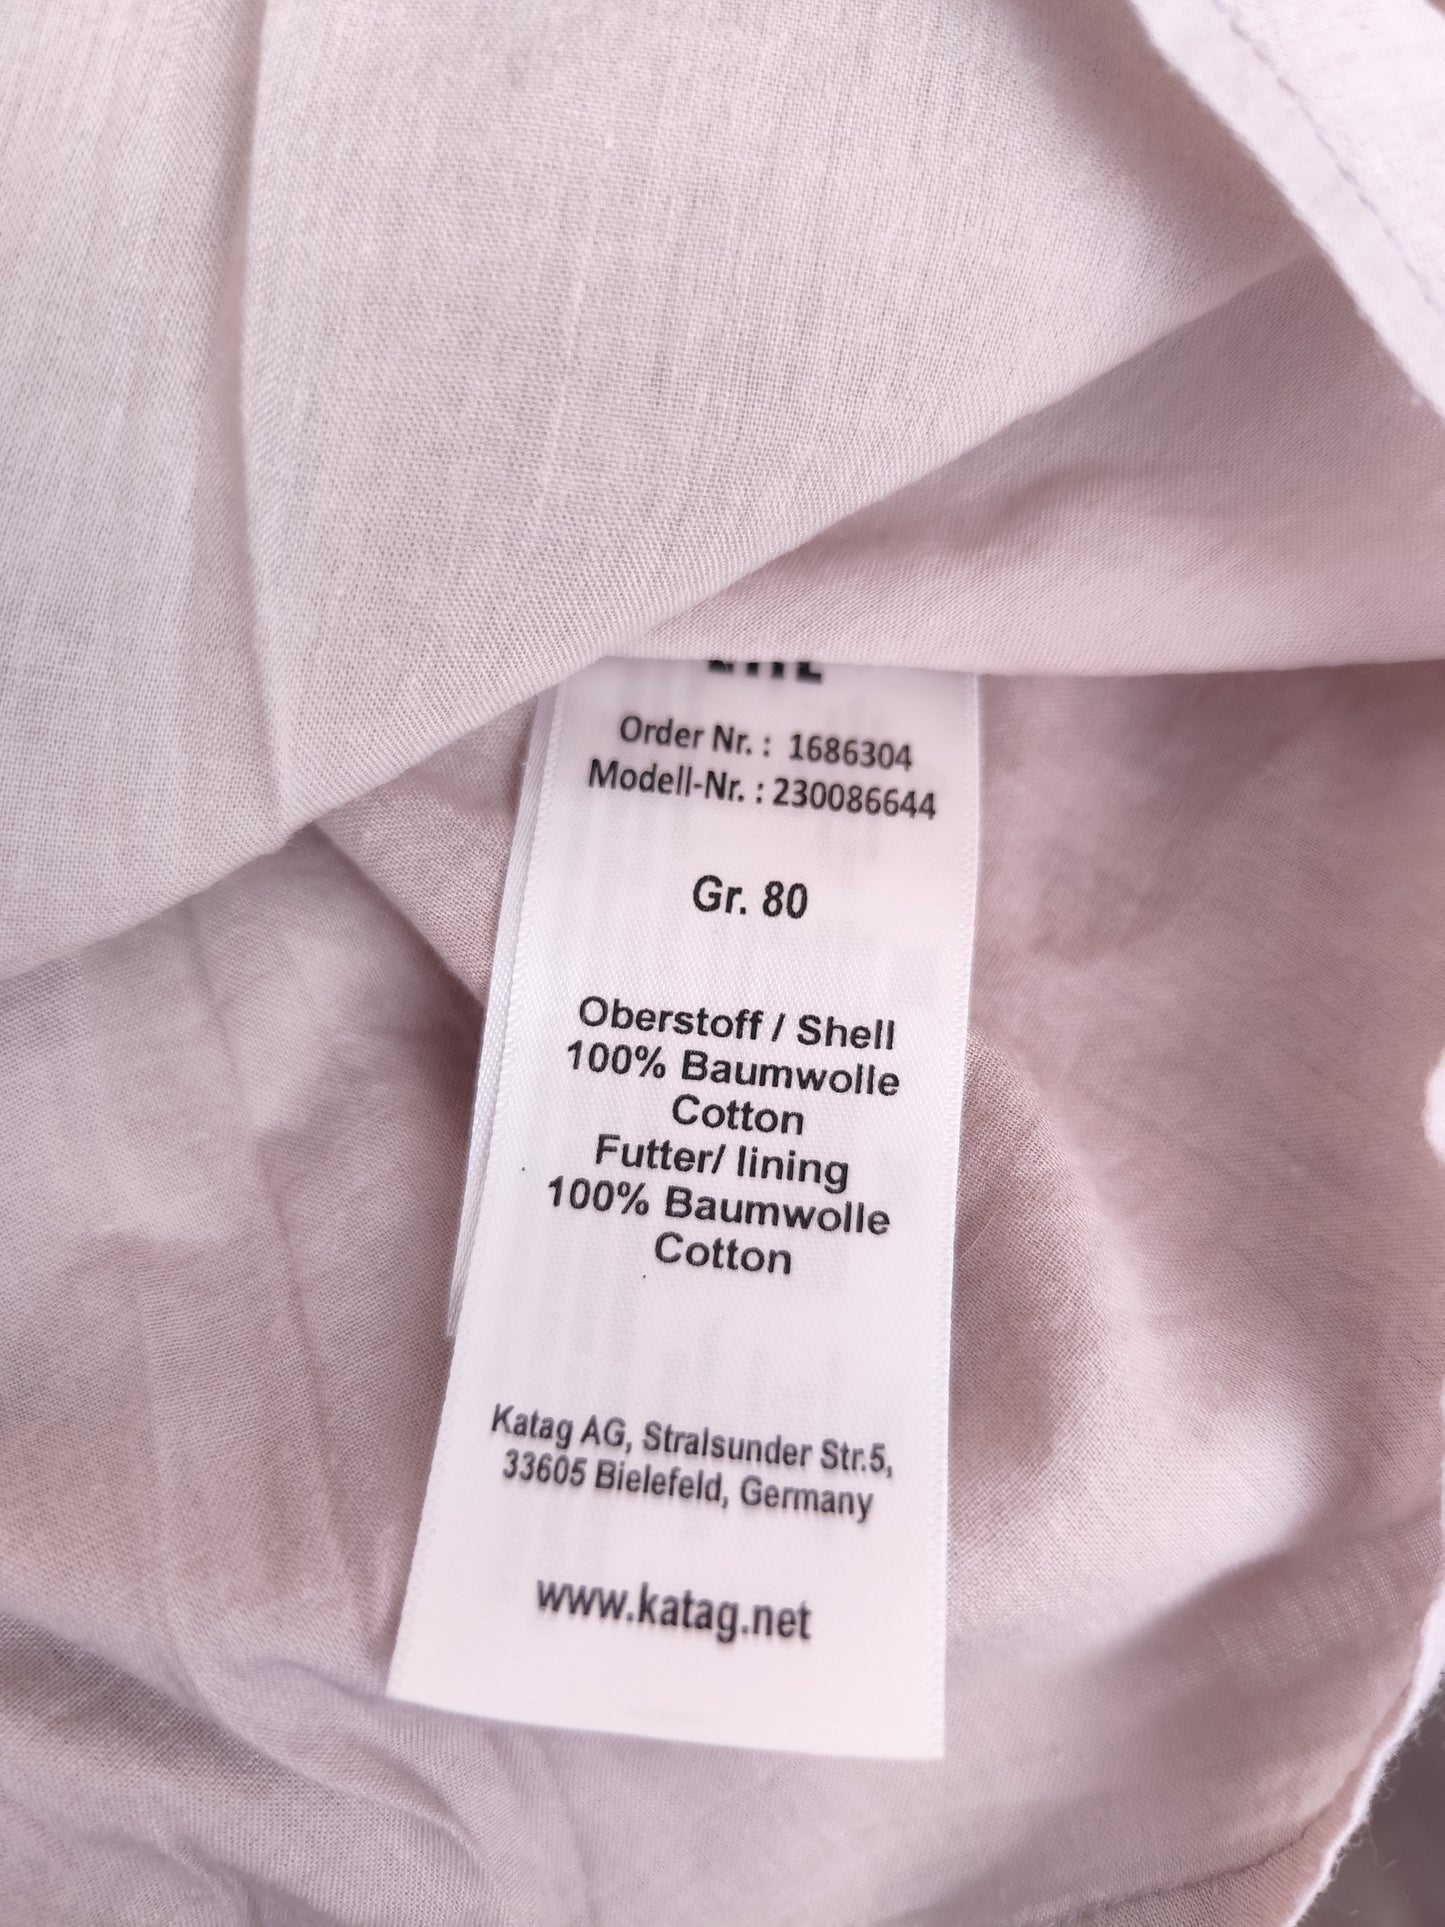 Order Nr. : 1686304
Modell-Nr. : 230086644
Gr. 80
Oberstoff / Shell
100% Baumwolle
Cotton
Futter/ lining
100% Baumwolle
Cotton
Katag AG, Stralsunder Str.5,
33605 Bielefeld, Germany
www.katag.net